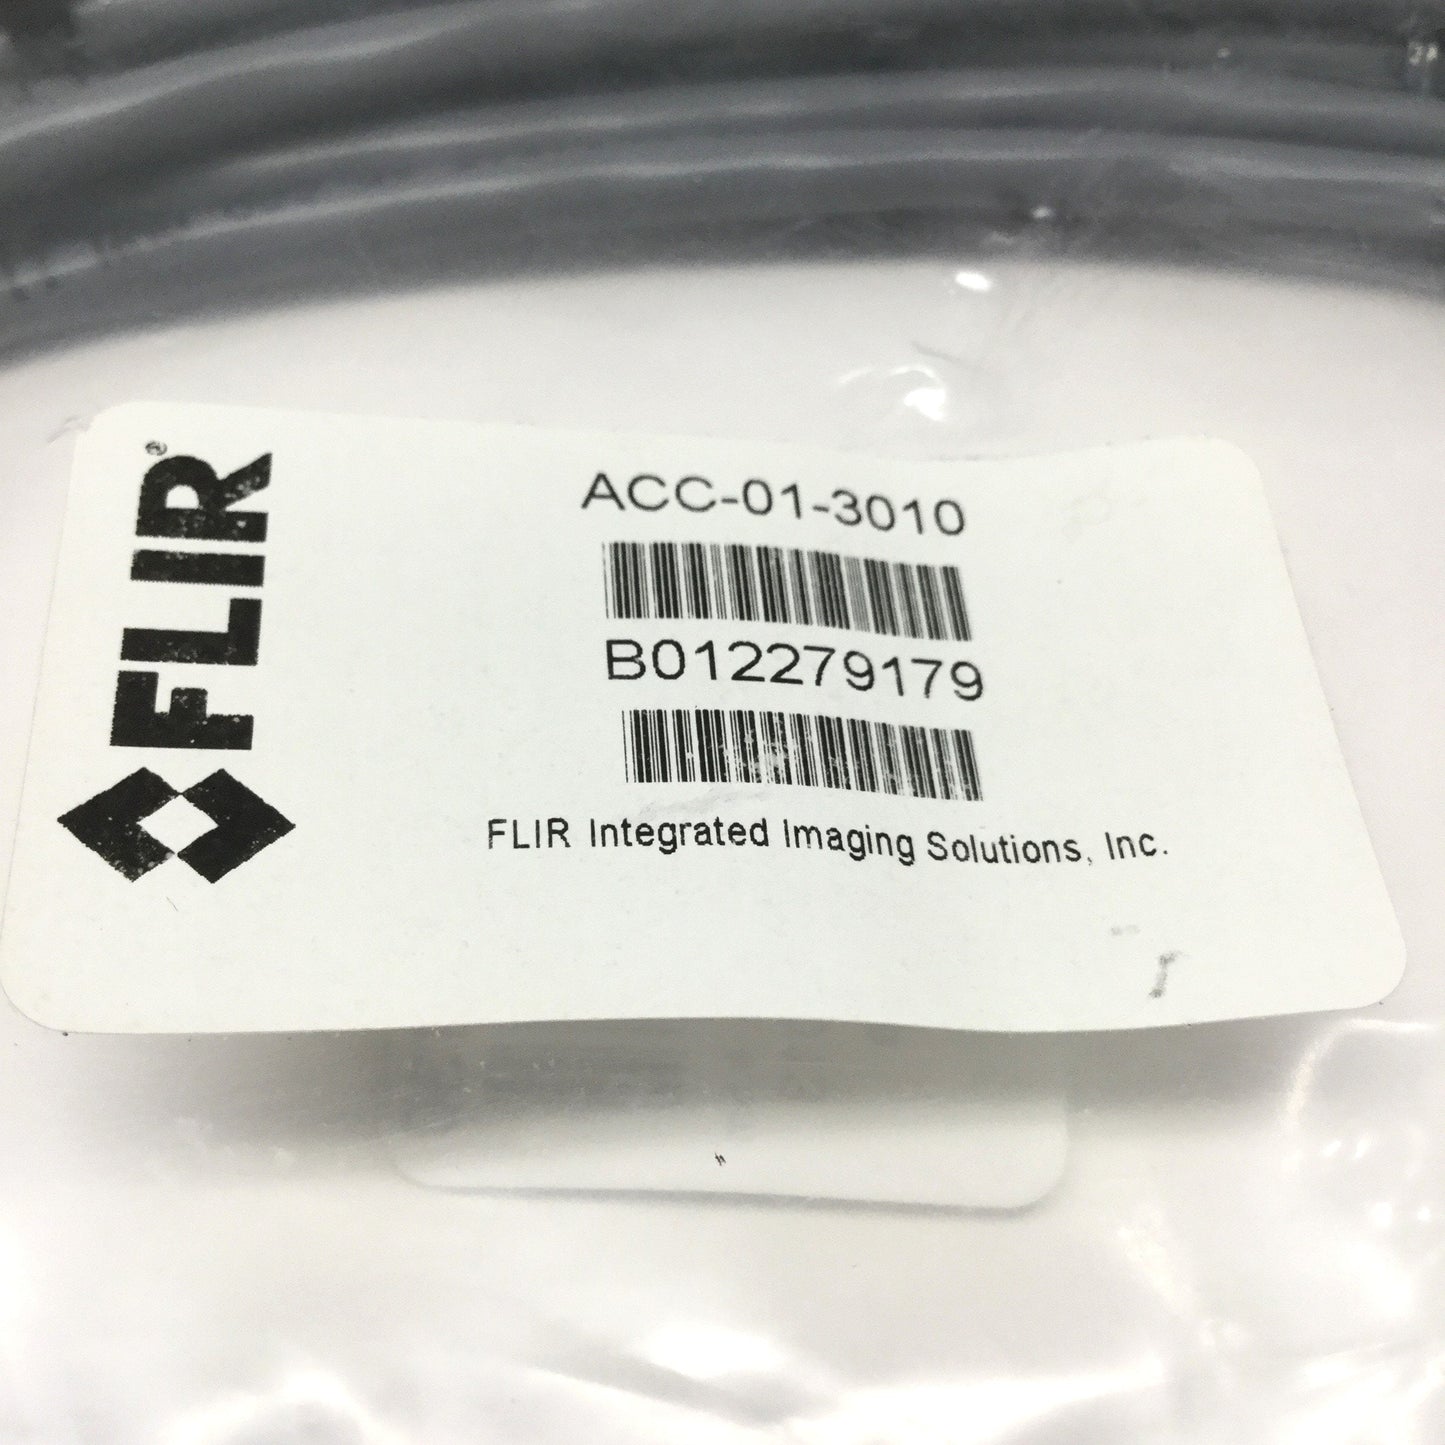 FLIR®
ACC-01-3010
B012279179
FLIR Integrated Imaging Solutions, Inc.